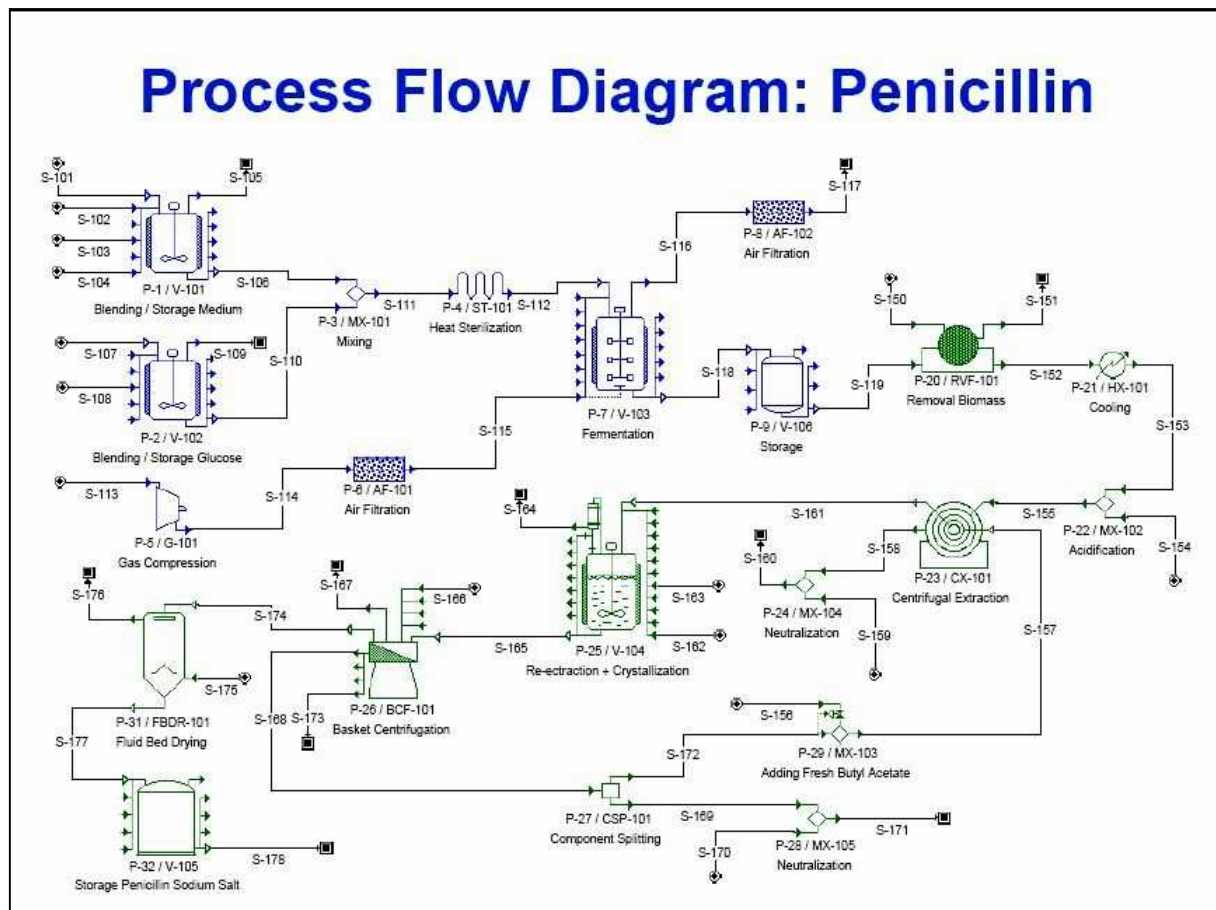 Process Flow Diagram: Penicillin
S-101
S-105
S-102
S-103
S-104
S-106
P-1 / V-101
Blending / Storage Medium
S-107
S-109
S-110
S-108
P-2 / V-102
Blending / Storage Glucose
S-111
P-3 / MX-101
Mixing
P-4 / ST-101
Heat Sterilization
S-112
S-113
S-114
P-5 / G-101
Gas Compression
P-6 / AF-101
Air Filtration
S-115
S-116
S-117
P-8 / AF-102
Air Filtration
P-7 / V-103
Fermentation
S-118
P-9 / V-106
Storage
S-119
S-150
S-151
P-20 / RVF-101
Removal Biomass
S-152
P-21 / HX-101
Cooling
S-153
P-22 / MX-102
Acidification
S-154
S-155
P-23 / CX-101
Centrifugal Extraction
S-157
S-158
S-160
P-24 / MX-104
Neutralization
S-159
S-161
S-164
S-163
S-162
P-25 / V-104
Re-ectraction + Crystallization
S-165
S-167
S-166
P-26 / BCF-101
Basket Centrifugation
S-168
S-173
S-174
S-176
S-175
P-31 / FBDR-101
Fluid Bed Drying
S-177
P-32 / V-105
Storage Penicillin Sodium Salt
S-178
S-156
P-29 / MX-103
Adding Fresh Butyl Acetate
S-172
P-27 / CSP-101
Component Splitting
S-169
S-170
P-28 / MX-105
Neutralization
S-171